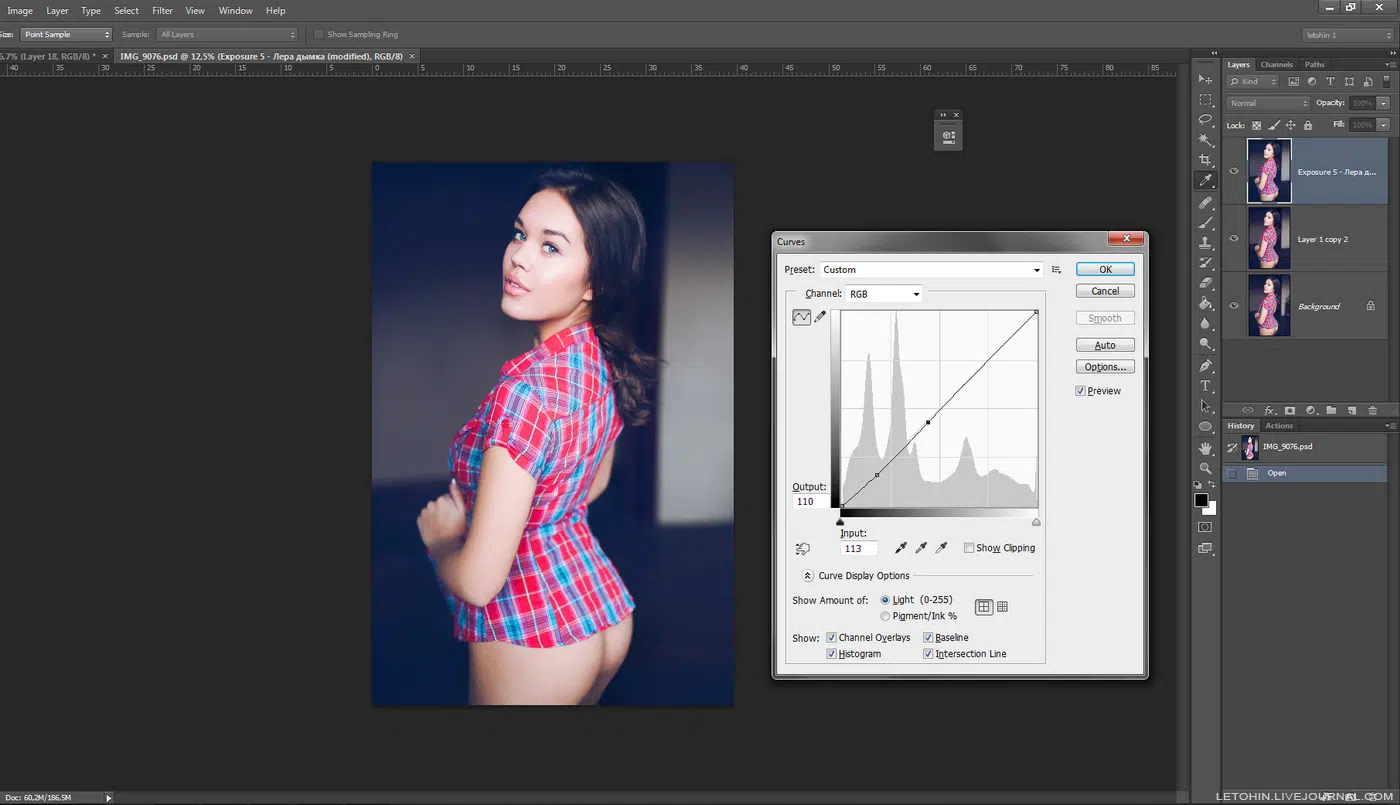 Image Layer Type Select Filter View Window Help
Size: Point Sample Sample: All Layers Show Sampling Ring letohin 1
5,7% (Layer 18, RGB/8) * × IMG_9076.psd @ 12,5% (Exposure 5 - Лера дымка (modified), RGB/8) ×
40 35 30 25 20 15 10 5 0 5 10 15 20 25 30 35 40 45 50 55 60 65 70 75 80 85
Layers Channels Paths
Kind
Normal Opacity: 100%
Lock: Fill: 100%
Exposure 5 - Лера д...
Layer 1 copy 2
Background
fx
History Actions
IMG_9076.psd
Open
Curves
Preset: Custom
OK
Channel: RGB
Cancel
Smooth
Auto
Options...
Preview
Output:
110
Input:
113
Show Clipping
Curve Display Options
Show Amount of: Light (0-255)
Pigment/Ink %
Show: Channel Overlays Baseline
Histogram Intersection Line
Doc: 60,2M/186,5M
LETOHIN.LIVEJOURNAL.COM